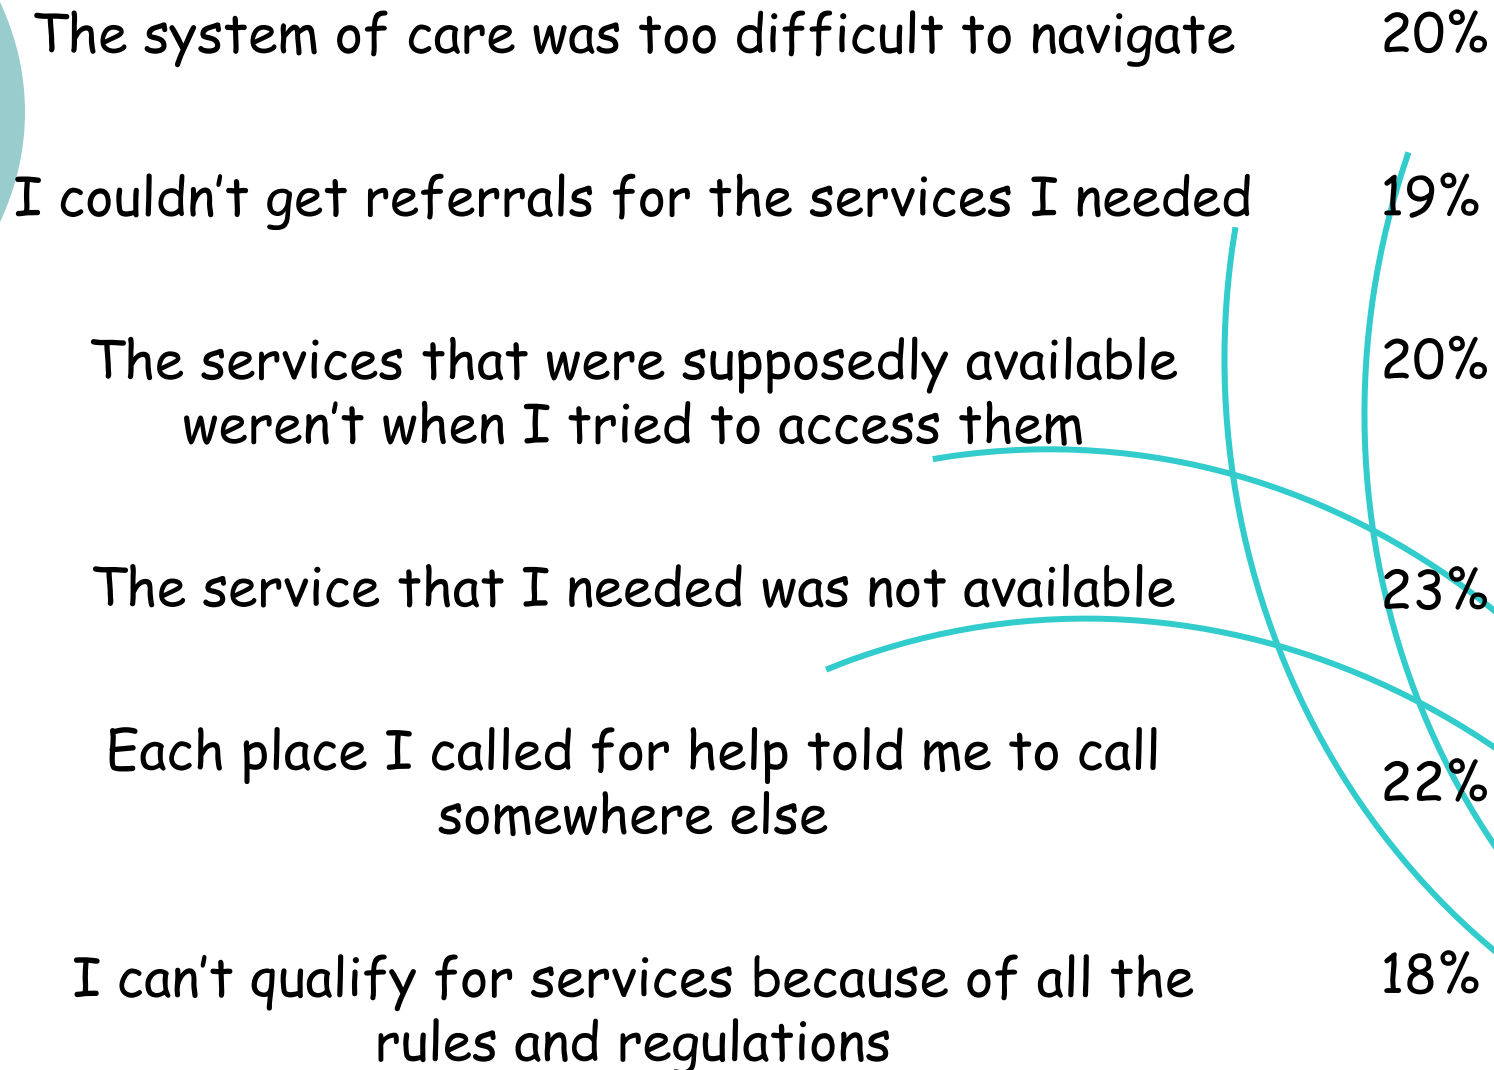 The system of care was too difficult to navigate 20%
I couldn't get referrals for the services I needed 19%
The services that were supposedly available 20%
weren't when I tried to access them
The service that I needed was not available 23%
Each place I called for help told me to call
somewhere else 22%
I can't qualify for services because of all the 18%
rules and regulations